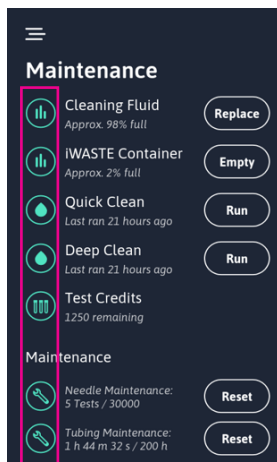 Maintenance
Cleaning Fluid
Replace
Approx. 98% full
iWASTE Container
Empty
Approx. 2% full
Quick Clean
Run
Last ran 21 hours ago
Deep Clean
Run
Last ran 21 hours ago
Test Credits
1250 remaining
Maintenance
Needle Maintenance:
5 Tests / 30000
Reset
Tubing Maintenance:
1 h 44 m 32 s / 200 h
Reset